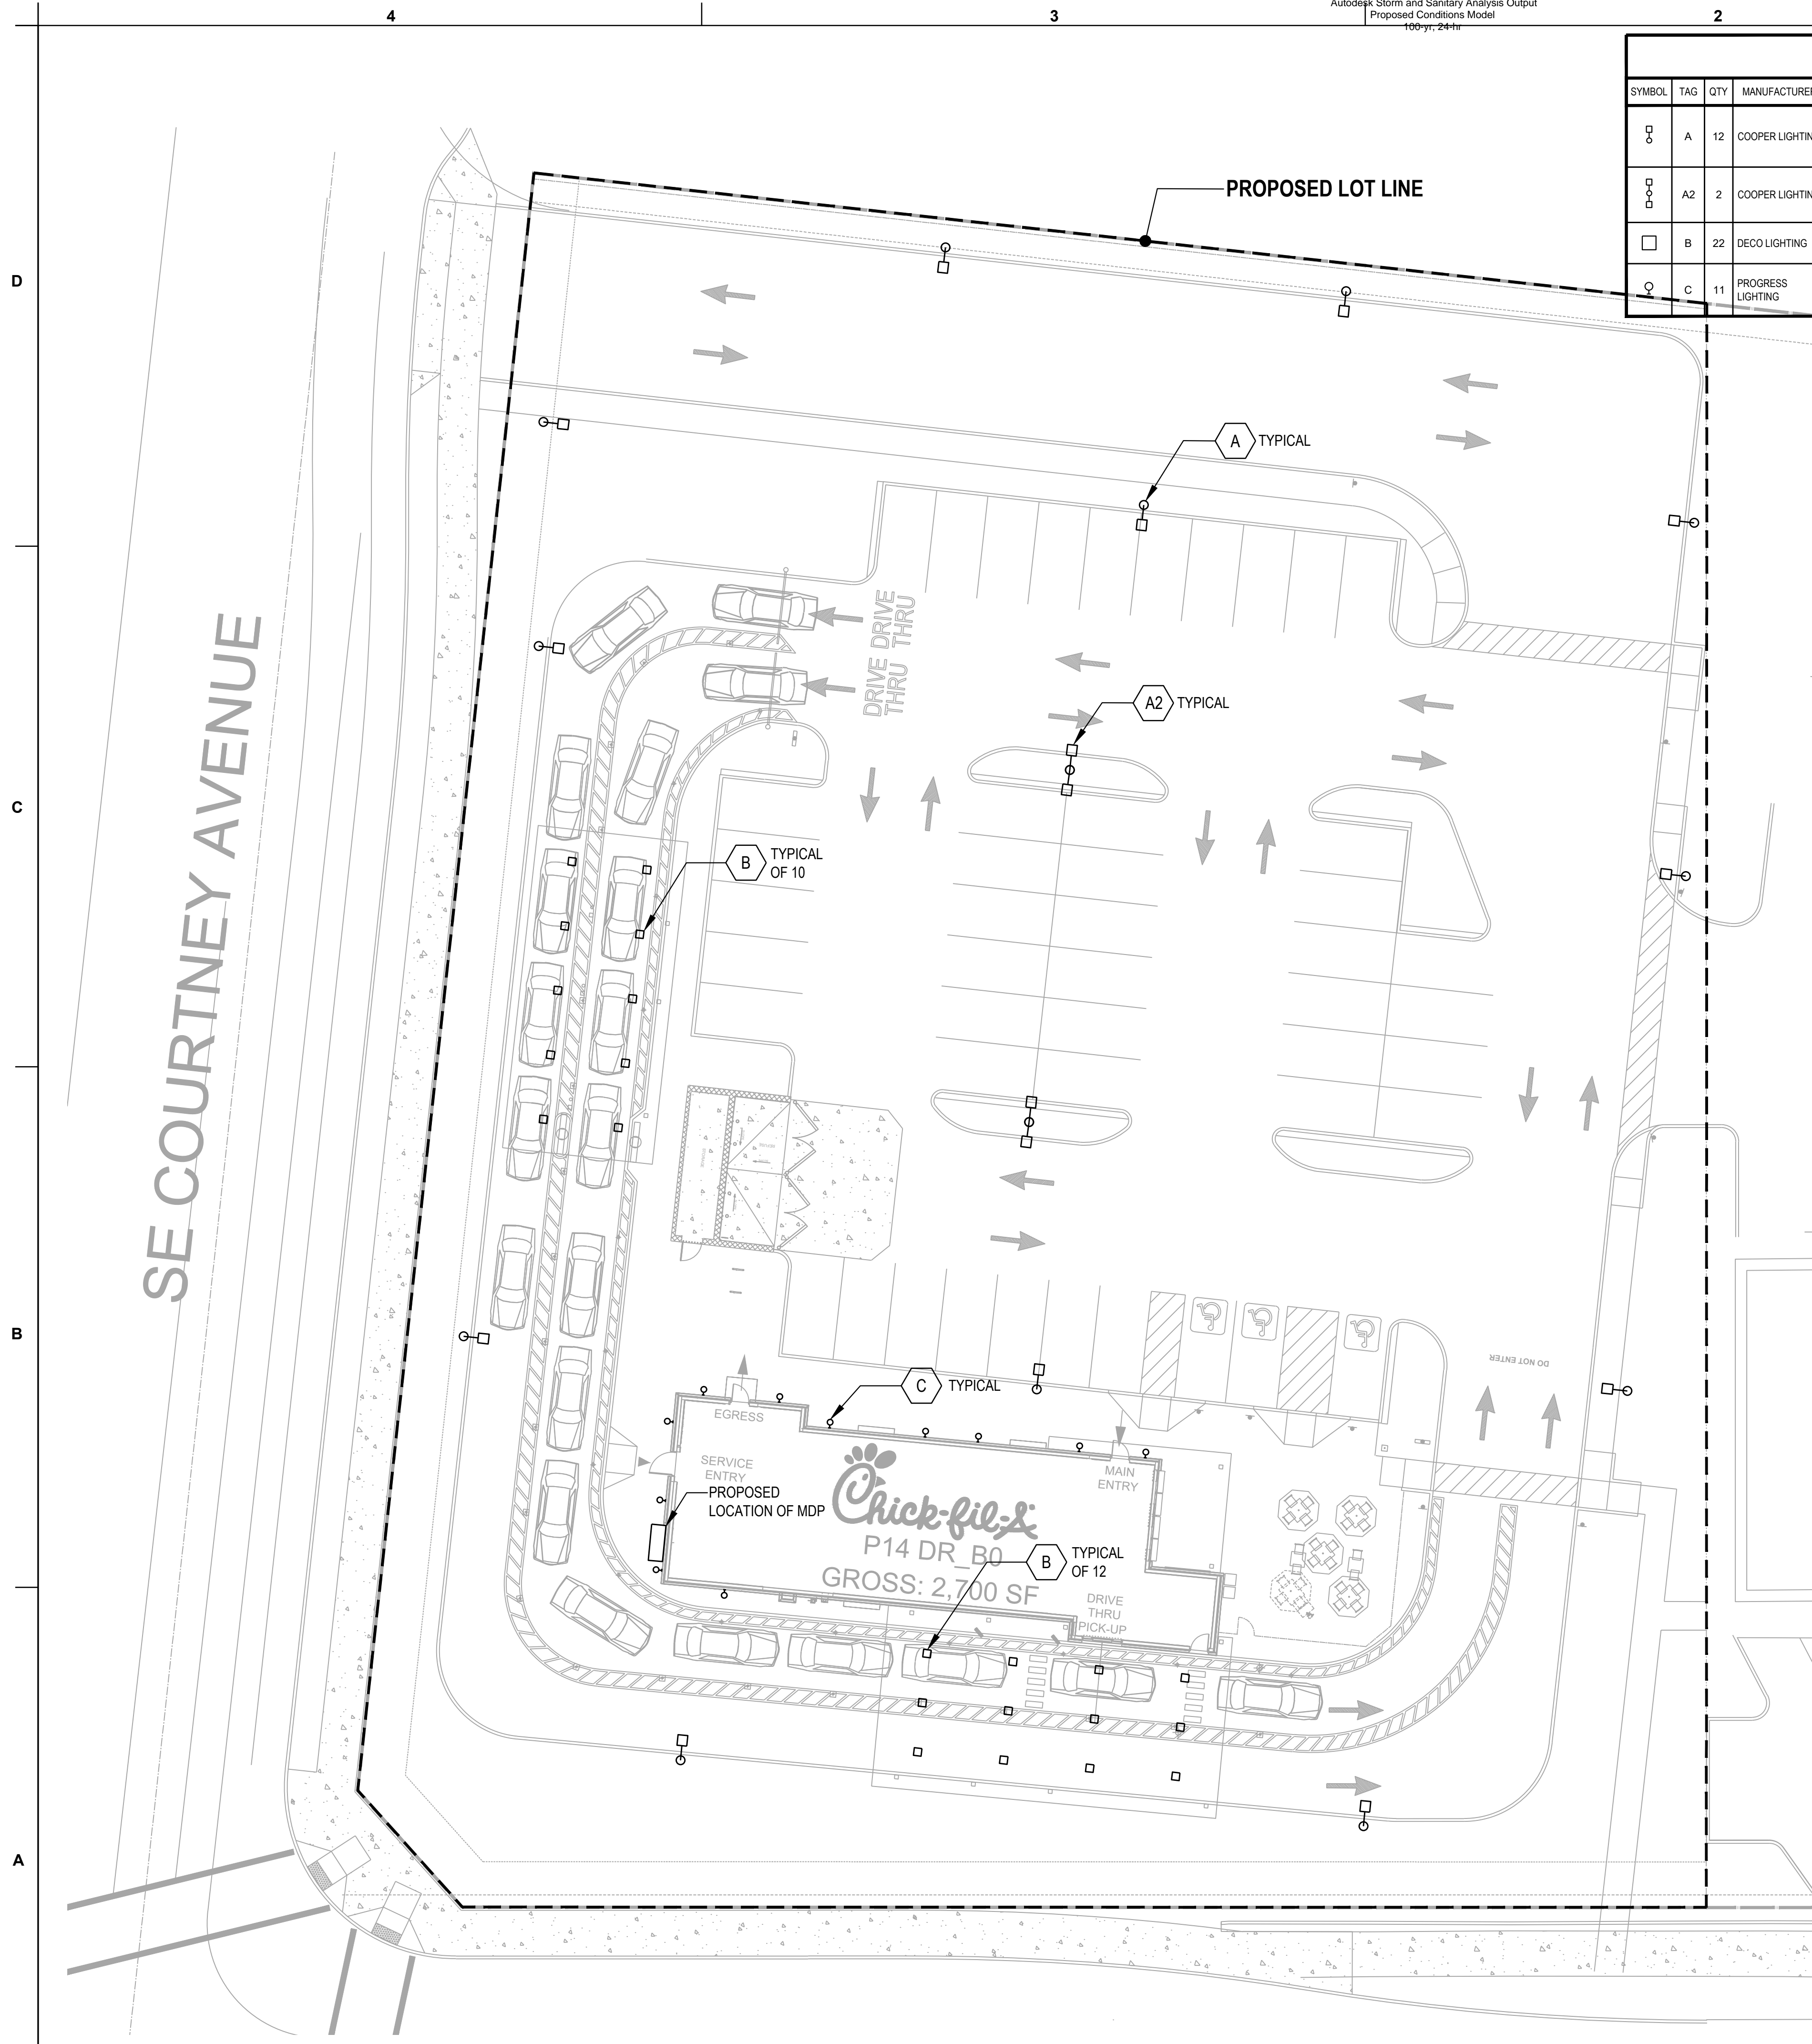 4
3
2
Autodesk Storm and Sanitary Analysis Output
Proposed Conditions Model
100-yr, 24-hr
SYMBOL TAG QTY MANUFACTURER
A 12 COOPER LIGHTIN
A2 2 COOPER LIGHTIN
B 22 DECO LIGHTING
C 11 PROGRESS
LIGHTING
PROPOSED LOT LINE
D
A TYPICAL
DRIVE THRU
DRIVE THRU
A2 TYPICAL
SE COURTNEY AVENUE
C
B TYPICAL
OF 10
B
DO NOT ENTER
C TYPICAL
EGRESS
SERVICE
ENTRY
MAIN
ENTRY
PROPOSED
LOCATION OF MDP
Chick-fil-A
P14 DR_B0
GROSS: 2,700 SF
B TYPICAL
OF 12
DRIVE
THRU
PICK-UP
A